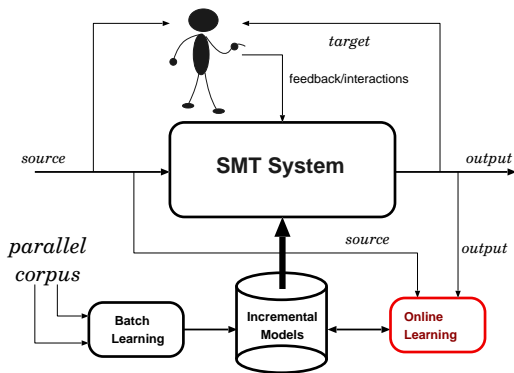 target
feedback/interactions
source
SMT System
output
source
output
parallel
corpus
Batch
Learning
Incremental
Models
Online
Learning